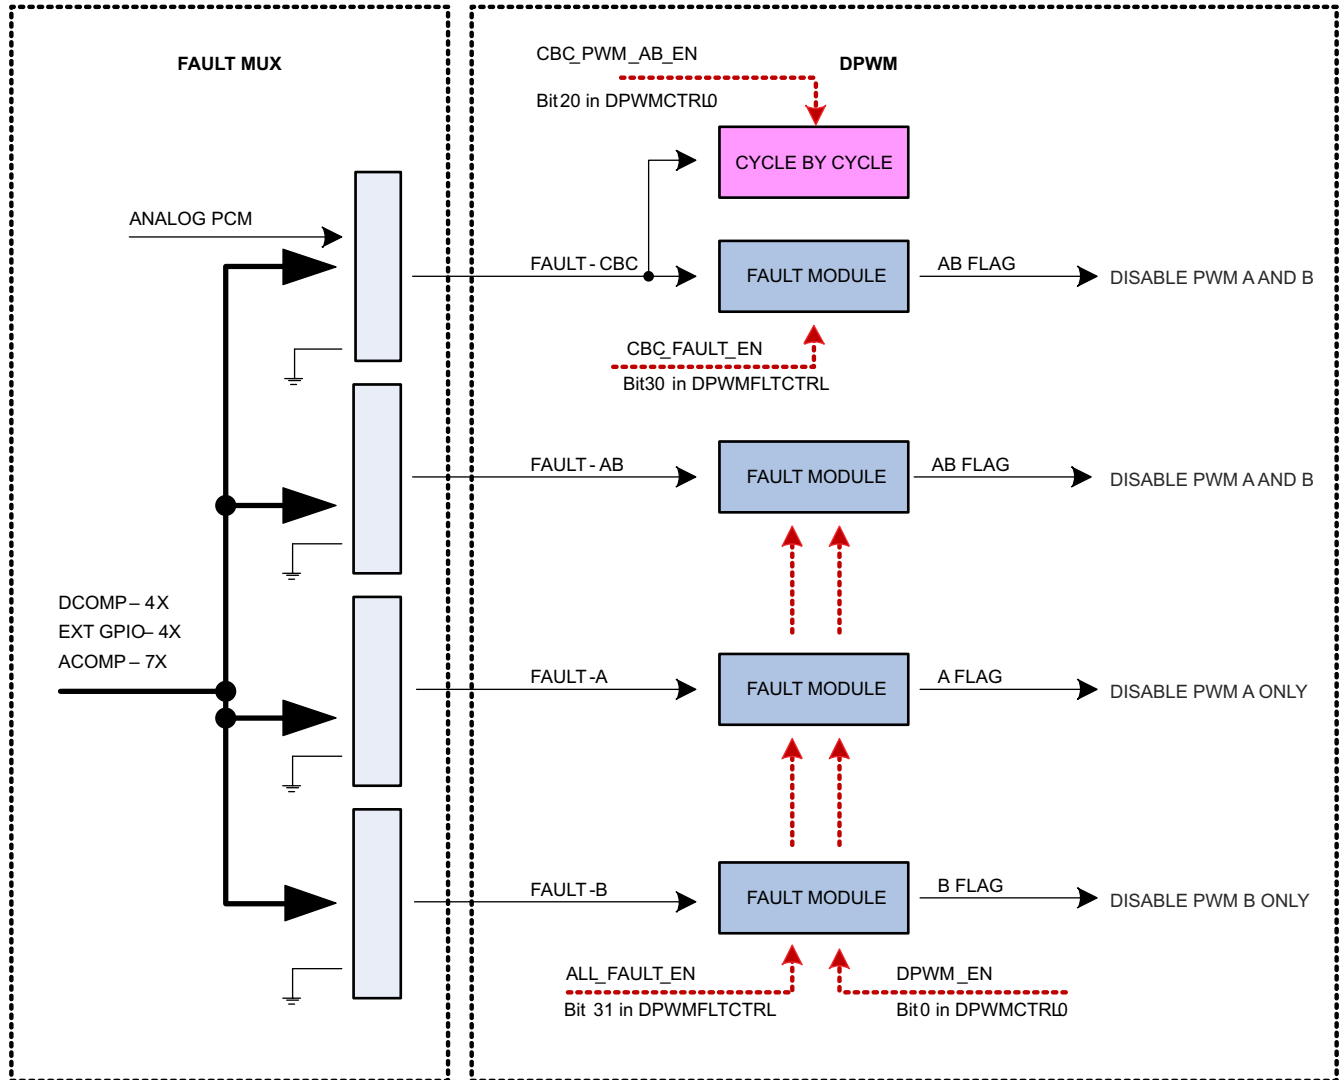 FAULT MUX
DPWM
CBC_PWM_AB_EN
Bit20 in DPWMCTRL0
CYCLE BY CYCLE
ANALOG PCM
FAULT - CBC
FAULT MODULE
AB FLAG
DISABLE PWM A AND B
CBC_FAULT_EN
Bit30 in DPWMFLTCTRL
FAULT - AB
FAULT MODULE
AB FLAG
DISABLE PWM A AND B
DCOMP – 4X
EXT GPIO– 4X
ACOMP – 7X
FAULT -A
FAULT MODULE
A FLAG
DISABLE PWM A ONLY
FAULT -B
FAULT MODULE
B FLAG
DISABLE PWM B ONLY
ALL_FAULT_EN
Bit 31 in DPWMFLTCTRL
DPWM_EN
Bit0 in DPWMCTRL0